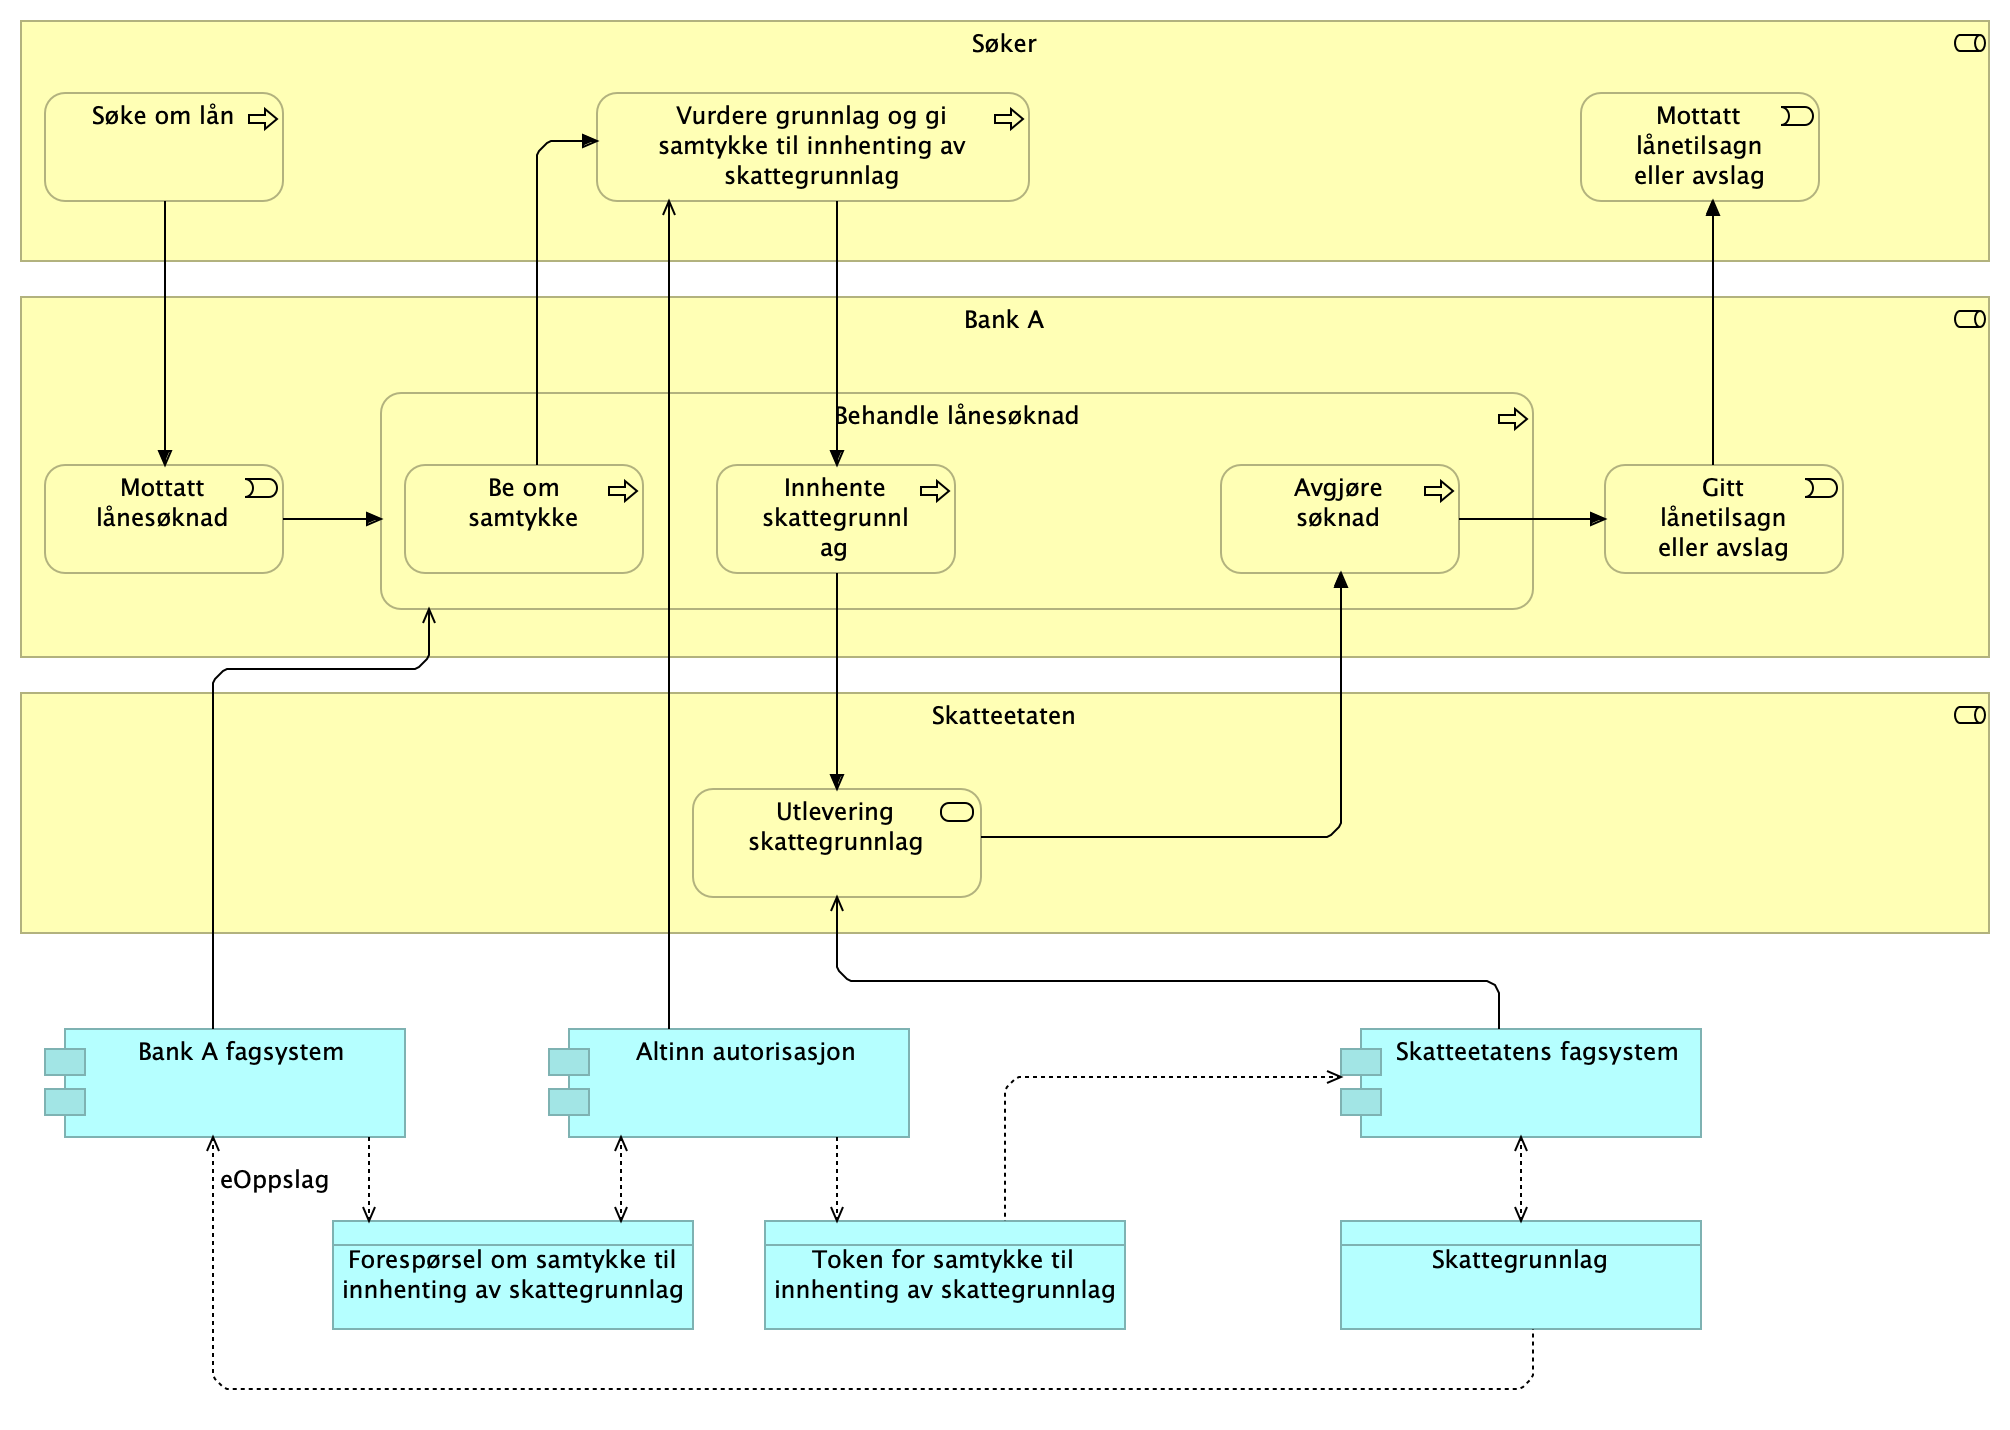 Søker
Søke om lån
Vurdere grunnlag og gi
samtykke til innhenting av
skattegrunnlag
Mottatt
lånetilsagn
eller avslag
Bank A
Behandle lånesøknad
Mottatt
lånesøknad
Be om
samtykke
Innhente
skattegrunnl
ag
Avgjøre
søknad
Gitt
lånetilsagn
eller avslag
Skatteetaten
Utlevering
skattegrunnlag
Bank A fagsystem
Altinn autorisasjon
Skatteetatens fagsystem
eOppslag
Forespørsel om samtykke til
innhenting av skattegrunnlag
Token for samtykke til
innhenting av skattegrunnlag
Skattegrunnlag